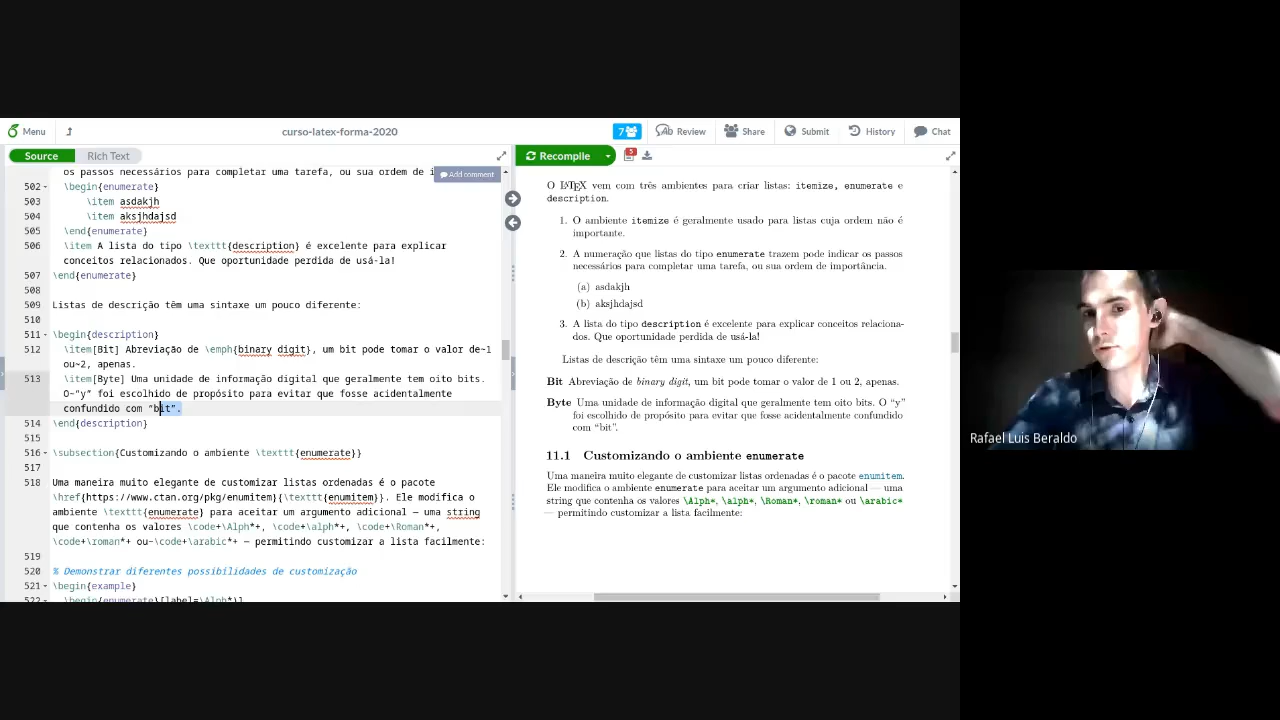 Menu
curso-latex-forma-2020
7
Review
Share
Submit
History
Chat
Source
Rich Text
Recompile
5
Add comment
os passos necessários para completar uma tarefa, ou sua ordem de i
502 \begin{enumerate}
503 \item asdakjh
504 \item aksjhdajsd
505 \end{enumerate}
506 \item A lista do tipo \texttt{description} é excelente para explicar
conceitos relacionados. Que oportunidade perdida de usá-la!
507 \end{enumerate}
508
509 Listas de descrição têm uma sintaxe um pouco diferente:
510
511 \begin{description}
512 \item[Bit] Abreviação de \emph{binary digit}, um bit pode tomar o valor de~1
ou~2, apenas.
513 \item[Byte] Uma unidade de informação digital que geralmente tem oito bits.
O~“y” foi escolhido de propósito para evitar que fosse acidentalmente
confundido com “bit”.
514 \end{description}
515
516 \subsection{Customizando o ambiente \texttt{enumerate}}
517
518 Uma maneira muito elegante de customizar listas ordenadas é o pacote
\href{https://www.ctan.org/pkg/enumitem}{\texttt{enumitem}}. Ele modifica o
ambiente \texttt{enumerate} para aceitar um argumento adicional — uma string
que contenha os valores \code+\Alph*+, \code+\alph*+, \code+\Roman*+,
\code+\roman*+ ou~\code+\arabic*+ — permitindo customizar a lista facilmente:
519
520 % Demonstrar diferentes possibilidades de customização
521 \begin{example}
522 \begin{enumerate}[label=\Alph*)]
O LATEX vem com três ambientes para criar listas: itemize, enumerate e
description.
1. O ambiente itemize é geralmente usado para listas cuja ordem não é
importante.
2. A numeração que listas do tipo enumerate trazem pode indicar os passos
necessários para completar uma tarefa, ou sua ordem de importância.
(a) asdakjh
(b) aksjhdajsd
3. A lista do tipo description é excelente para explicar conceitos relaciona-
dos. Que oportunidade perdida de usá-la!
Listas de descrição têm uma sintaxe um pouco diferente:
Bit Abreviação de binary digit, um bit pode tomar o valor de 1 ou 2, apenas.
Byte Uma unidade de informação digital que geralmente tem oito bits. O “y”
foi escolhido de propósito para evitar que fosse acidentalmente confundido
com “bit”.
11.1 Customizando o ambiente enumerate
Uma maneira muito elegante de customizar listas ordenadas é o pacote enumitem.
Ele modifica o ambiente enumerate para aceitar um argumento adicional — uma
string que contenha os valores \Alph*, \alph*, \Roman*, \roman* ou \arabic*
— permitindo customizar a lista facilmente:
Rafael Luis Beraldo